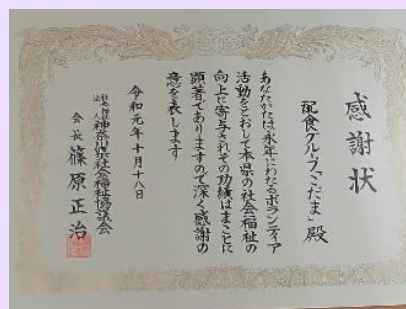 感謝状
配食グループこだま 殿
あなたがたは永年にわたるボランティア
活動をとおして本県の社会福祉の
向上に寄与されその功績はまことに
顕著でありますので深く感謝の
意を表します
令和元年十月十八日
社会福祉法人神奈川県社会福祉協議会
会長 篠原正治